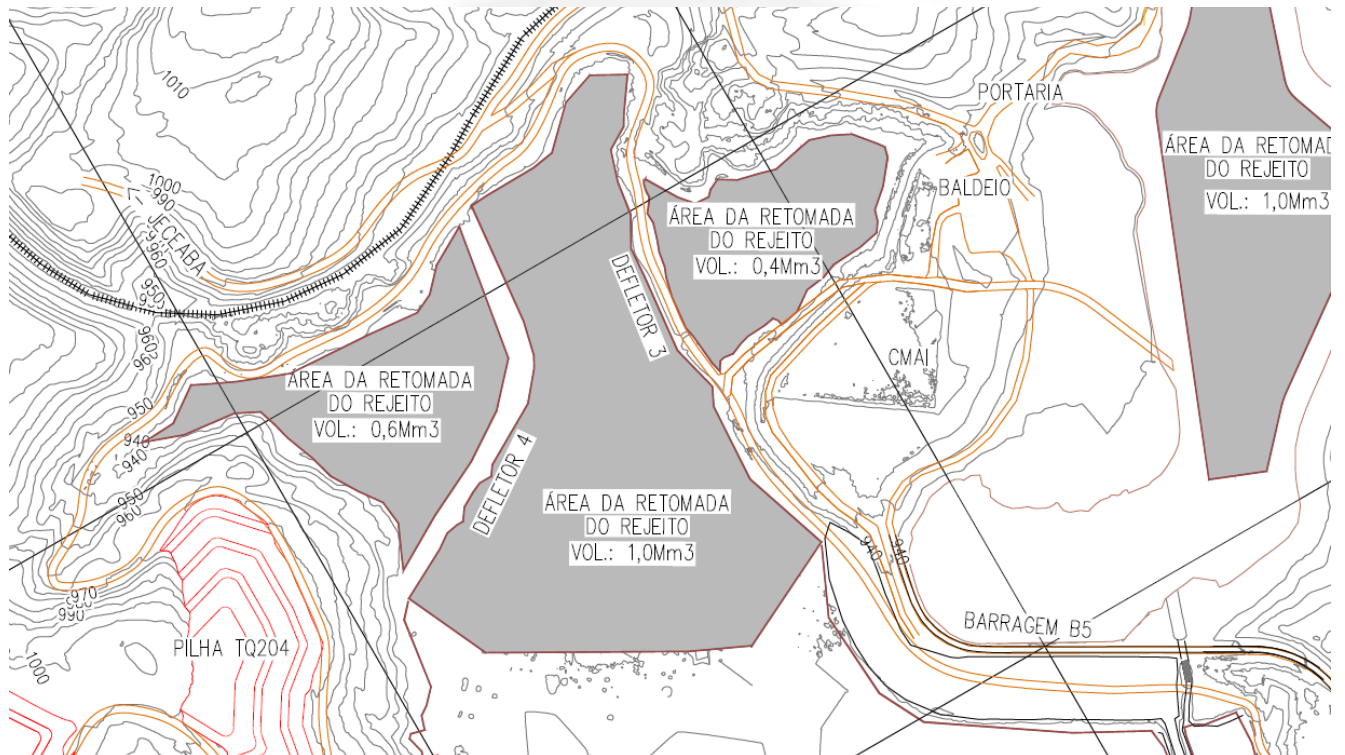 1010
PORTARIA
ÁREA DA RETOMAD
DO REJEITO
VOL.: 1,0Mm3
1000
990
< JECEABA
960
950
960
960
BALDEIO
ÁREA DA RETOMADA
DO REJEITO
VOL.: 0,4Mm3
DEFLETOR 3
CMAI
ÁREA DA RETOMADA
DO REJEITO
VOL.: 0,6Mm3
950
940
940
950
960
DEFLETOR 4
ÁREA DA RETOMADA
DO REJEITO
VOL.: 1,0Mm3
940
940
970
990
1000
PILHA TQ204
BARRAGEM B5